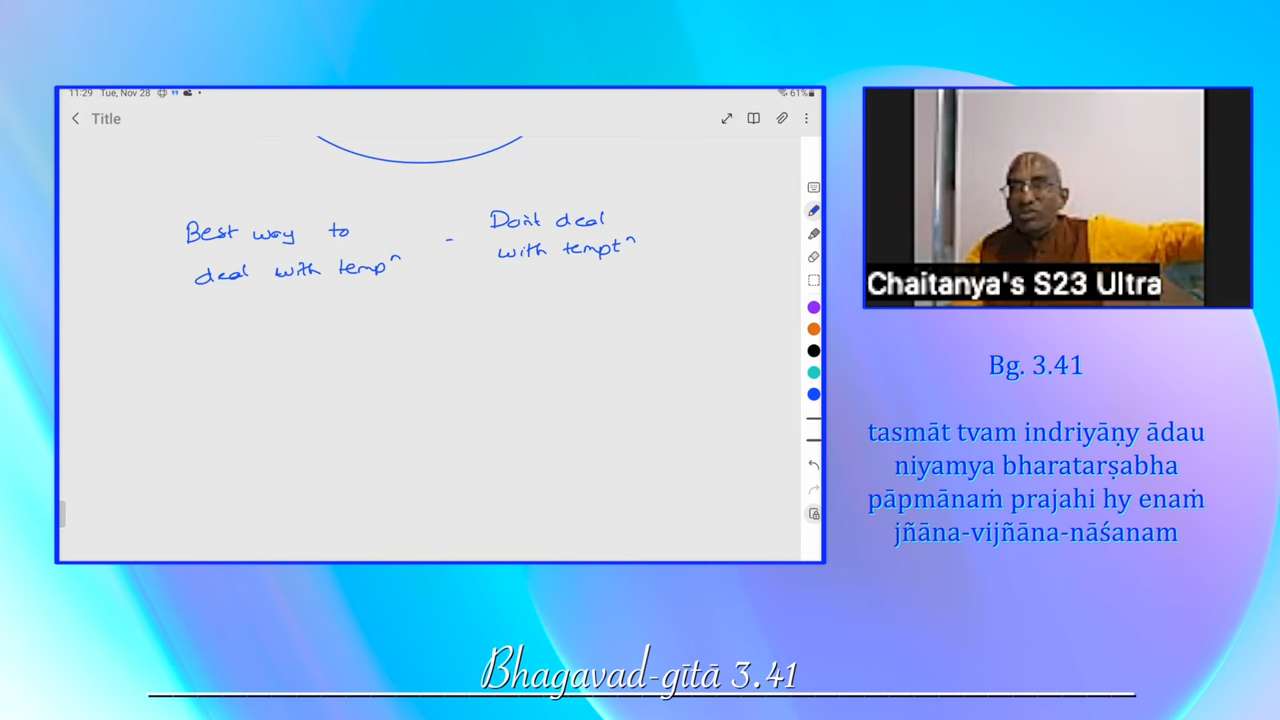 11:29 Tue, Nov 28
61%
Title
Best way to
deal with tempⁿ
-
Don't deal
with temptⁿ
Chaitanya's S23 Ultra
Bg. 3.41
tasmāt tvam indriyāṇy ādau
niyamya bharatarṣabha
pāpmānaṁ prajahi hy enaṁ
jñāna-vijñāna-nāśanam
Bhagavad-gītā 3.41